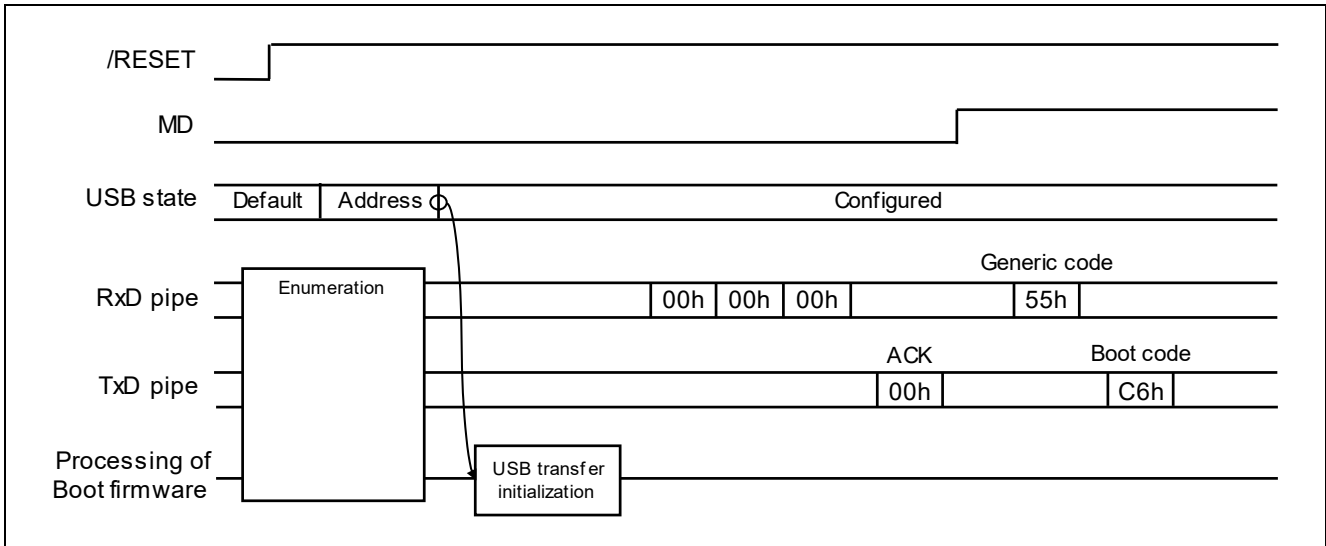 /RESET
MD
USB state
Default
Address
Configured
Generic code
RxD pipe
Enumeration
00h
00h
00h
55h
ACK
Boot code
TxD pipe
00h
C6h
Processing of
Boot firmware
USB transfer
initialization